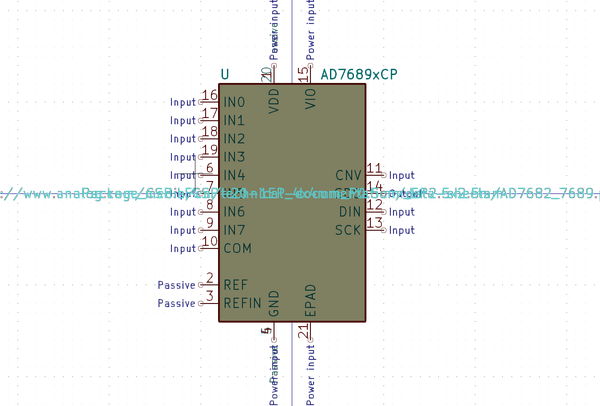 Power input
Power input
U
AD7689xCP
15
VDD
VIO
Input 16 IN0
Input 17 IN1
Input 18 IN2
Input 19 IN3
Input 6 IN4
CNV 11 Input
14
Input 8 IN6
DIN 12 Input
Input 9 IN7
SCK 13 Input
Input 10 COM
Passive 2 REF
Passive 3 REFIN
GND
EPAD
21
Power input
Power input